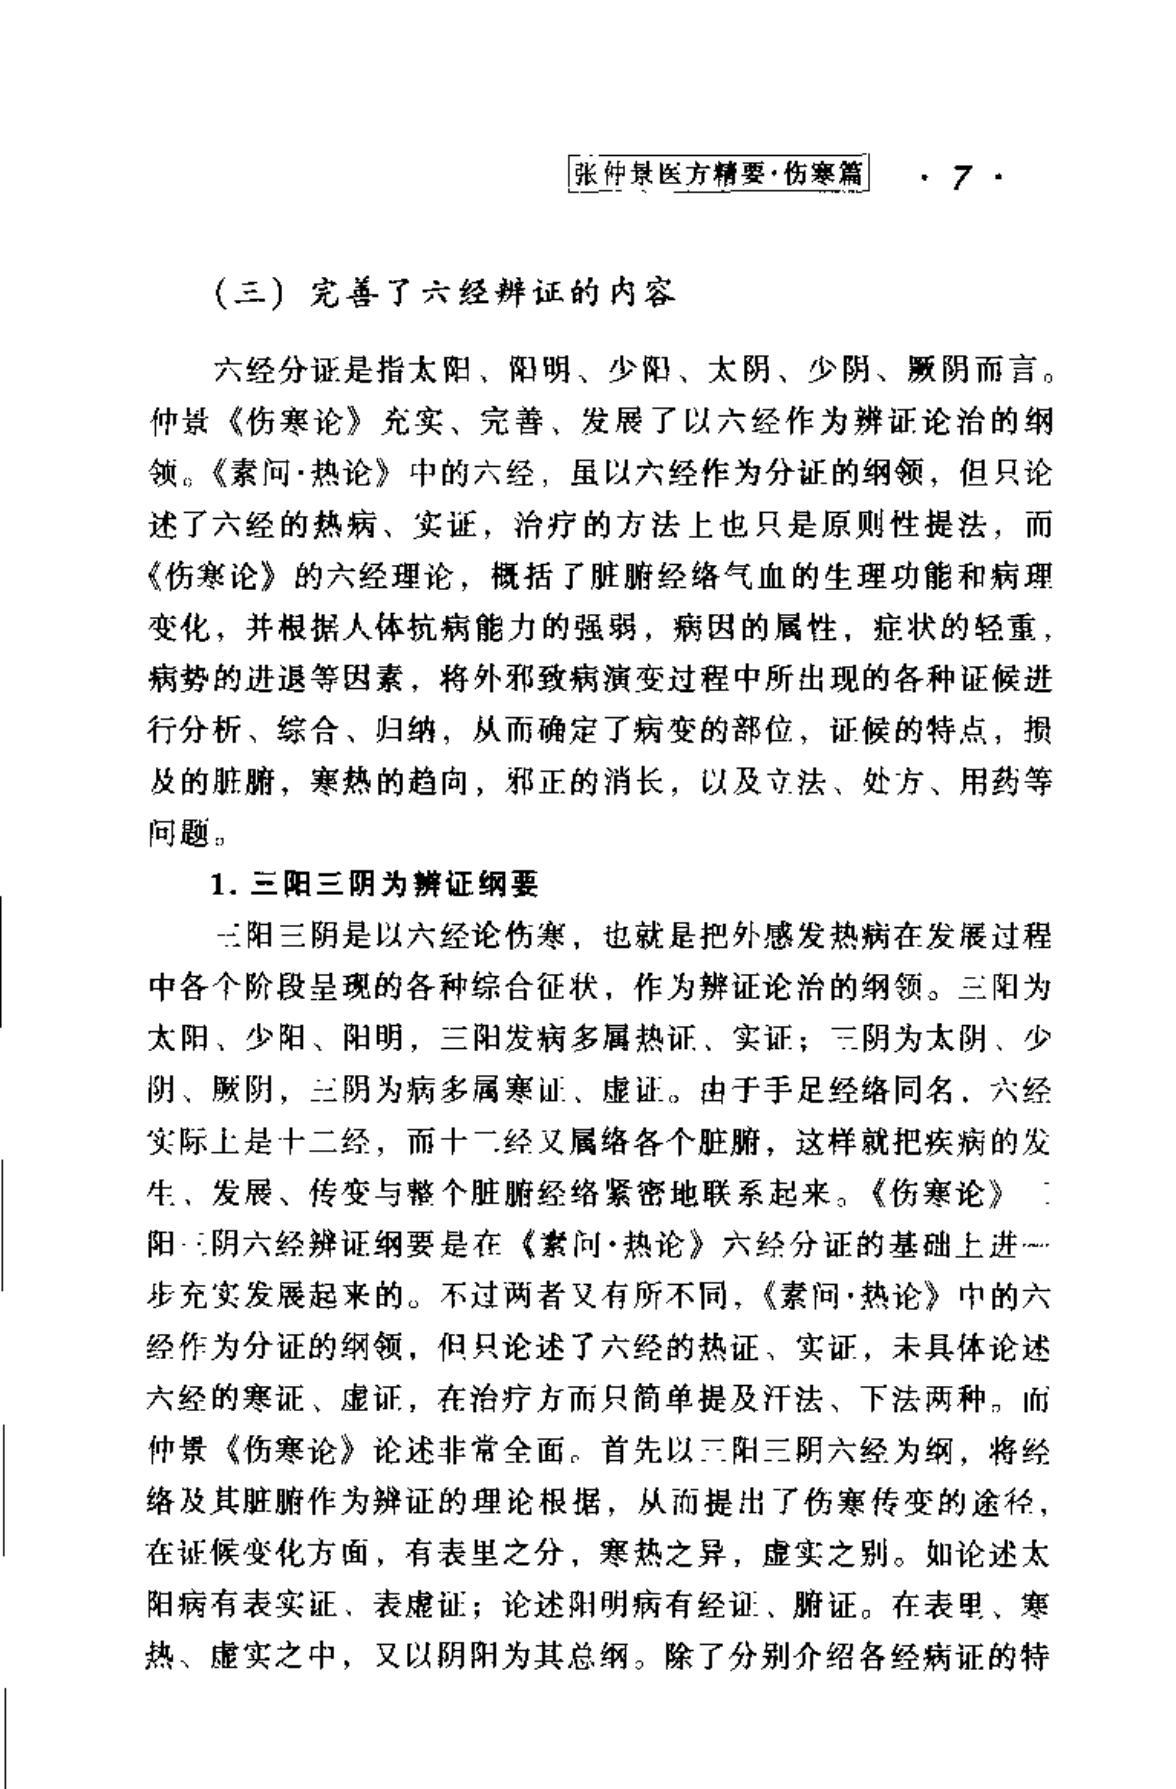 张仲景医方精要·伤寒篇 · 7 ·
(三) 完善了六经辨证的内容
六经分证是指太阳、阳明、少阳、太阴、少阴、厥阴而言。
仲景《伤寒论》充实、完善、发展了以六经作为辨证论治的纲
领。《素问·热论》中的六经，虽以六经作为分证的纲领，但只论
述了六经的热病、实证，治疗的方法上也只是原则性提法，而
《伤寒论》的六经理论，概括了脏腑经络气血的生理功能和病理
变化，并根据人体抗病能力的强弱，病因的属性，症状的轻重，
病势的进退等因素，将外邪致病演变过程中所出现的各种证候进
行分析、综合、归纳，从而确定了病变的部位，证候的特点，损
及的脏腑，寒热的趋向，邪正的消长，以及立法、处方、用药等
问题。
1. 三阳三阴为辨证纲要
三阳三阴是以六经论伤寒，也就是把外感发热病在发展过程
中各个阶段呈现的各种综合征状，作为辨证论治的纲领。三阳为
太阳、少阳、阳明，三阳发病多属热证、实证；三阴为太阴、少
阴、厥阴，三阴为病多属寒证、虚证。由于手足经络同名，六经
实际上是十二经，而十二经又属络各个脏腑，这样就把疾病的发
生、发展、传变与整个脏腑经络紧密地联系起来。《伤寒论》三
阳三阴六经辨证纲要是在《素问·热论》六经分证的基础上进一
步充实发展起来的。不过两者又有所不同，《素问·热论》中的六
经作为分证的纲领，但只论述了六经的热证、实证，未具体论述
六经的寒证、虚证，在治疗方而只简单提及汗法、下法两种。而
仲景《伤寒论》论述非常全面。首先以三阳三阴六经为纲，将经
络及其脏腑作为辨证的理论根据，从而提出了伤寒传变的途径，
在证候变化方面，有表里之分，寒热之异，虚实之别。如论述太
阳病有表实证、表虚证；论述阳明病有经证、腑证。在表里、寒
热、虚实之中，又以阴阳为其总纲。除了分别介绍各经病证的特